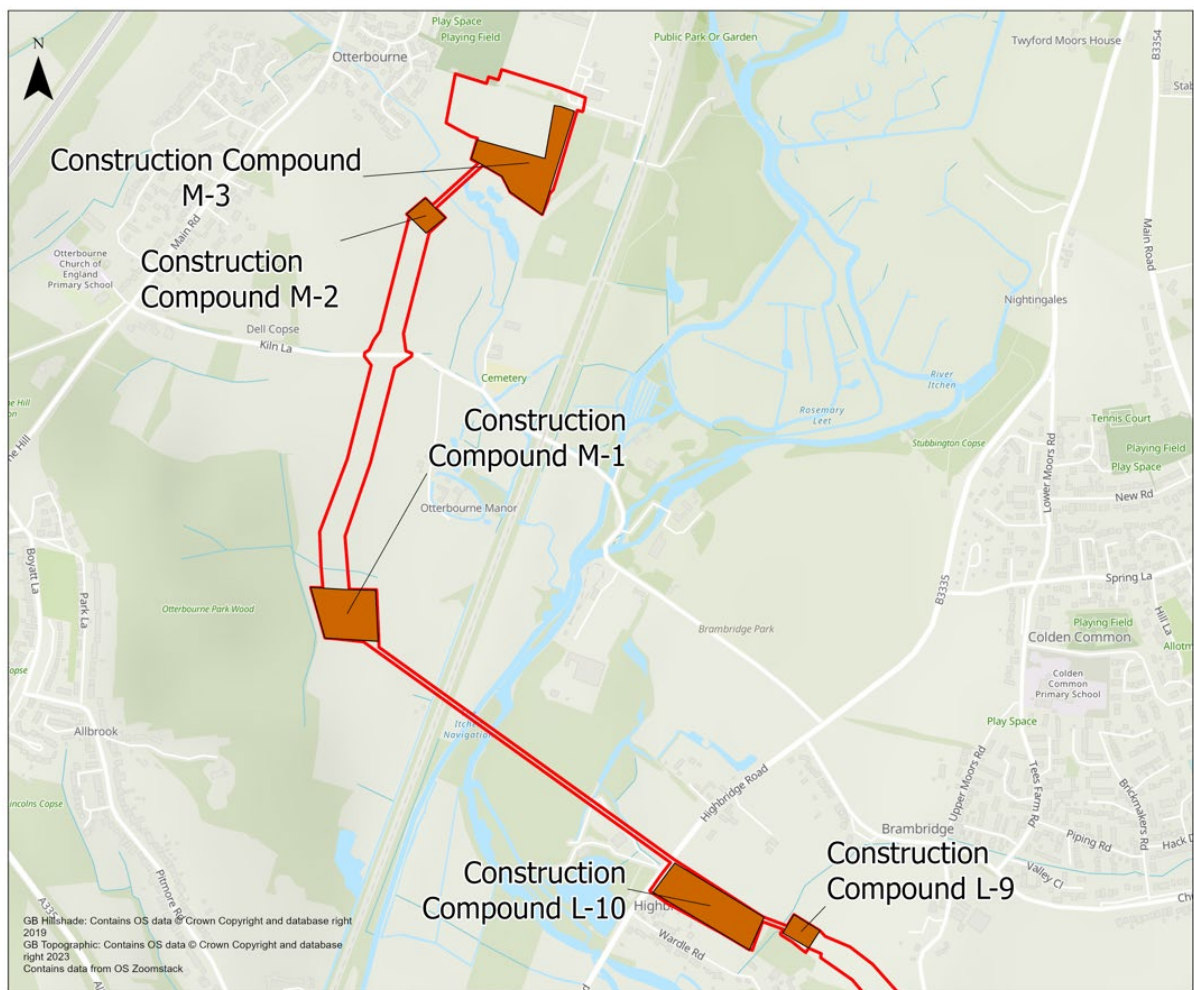 N
Play Space
Playing Field
Public Park Or Garden
Twyford Moors House
B3354
Otterbourne
Construction Compound
M-3
Main Rd
Otterbourne
Church of
England
Primary School
Construction
Compound M-2
Main Road
Nightingales
Dell Copse
Kiln La
Cemetery
River
Itchen
Rosemary
Leet
Stubbington Copse
Tennis Court
Playing Field
Play Space
Lower Moors Rd
New Rd
Construction
Compound M-1
Otterbourne Manor
Boyatt La
Park La
Otterbourne Park Wood
B3335
Spring La
Hill La
Brambridge Park
Playing Field
Colden Common
Colden
Common
Primary School
Allbrook
Play Space
Navigation
Highbridge Road
Upper Moors Rd
Tees Farm Rd
Brickmakers Rd
Piping Rd
Brambridge
Valley Cl
Construction
Compound L-9
Construction
Compound L-10
Wardle Rd
Pitmore Rd
GB Hillshade: Contains OS data © Crown Copyright and database right
2019
GB Topographic: Contains OS data © Crown Copyright and database
right 2023
Contains data from OS Zoomstack